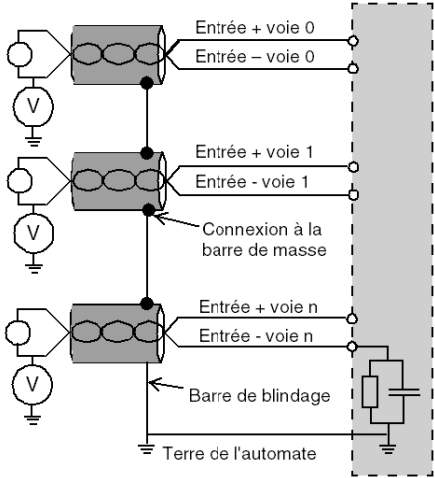 Entrée + voie 0
Entrée – voie 0
V
Entrée + voie 1
Entrée - voie 1
V
Connexion à la
barre de masse
Entrée + voie n
Entrée - voie n
V
Barre de blindage
Terre de l'automate